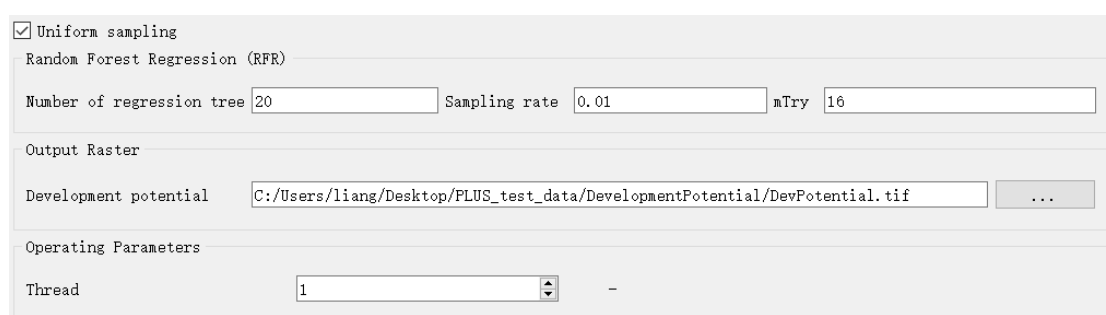 Uniform sampling
Random Forest Regression (RFR)
Number of regression tree 20 Sampling rate 0.01 mTry 16
Output Raster
Development potential C:/Users/liang/Desktop/PLUS_test_data/DevelopmentPotential/DevPotential.tif ...
Operating Parameters
Thread 1 -